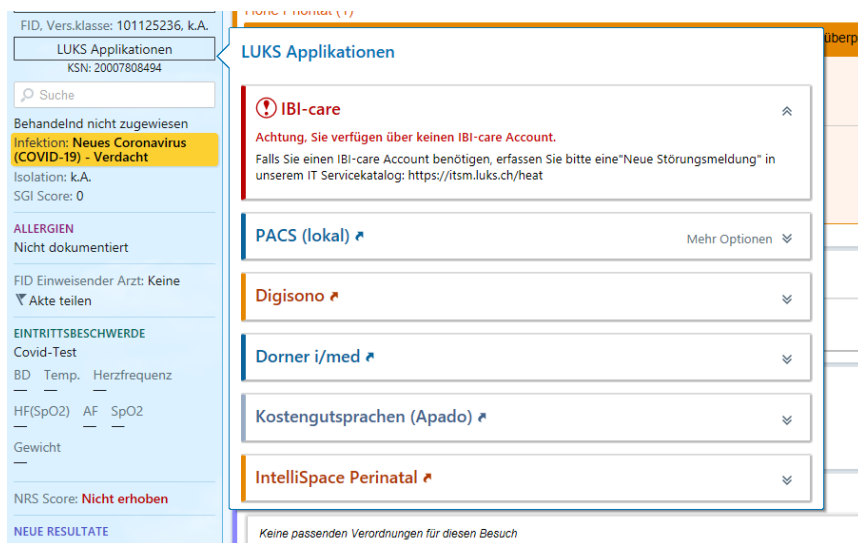 Hohe Priorität (1)
FID, Vers.klasse: 101125236, k.A.
LUKS Applikationen
KSN: 20007808494
Suche
Behandelnd nicht zugewiesen
Infektion: Neues Coronavirus
(COVID-19) - Verdacht
Isolation: k.A.
SGI Score: 0
ALLERGIEN
Nicht dokumentiert
FID Einweisender Arzt: Keine
Akte teilen
EINTRITTSBESCHWERDE
Covid-Test
BD Temp. Herzfrequenz
— — —
HF(SpO2) AF SpO2
— — —
Gewicht
—
NRS Score: Nicht erhoben
NEUE RESULTATE
LUKS Applikationen
IBI-care
Achtung, Sie verfügen über keinen IBI-care Account.
Falls Sie einen IBI-care Account benötigen, erfassen Sie bitte eine"Neue Störungsmeldung" in
unserem IT Servicekatalog: https://itsm.luks.ch/heat
PACS (lokal)
Mehr Optionen
Digisono
Dorner i/med
Kostengutsprachen (Apado)
IntelliSpace Perinatal
Keine passenden Verordnungen für diesen Besuch